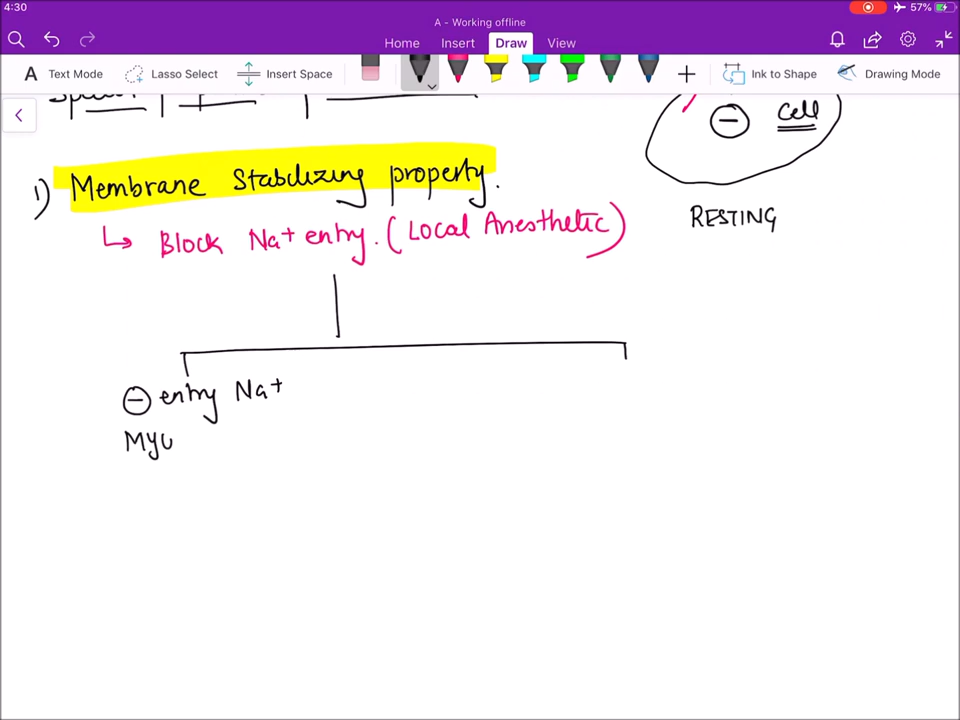 4:30
57%
A - Working offline
Home Insert Draw View
Text Mode Lasso Select Insert Space Ink to Shape Drawing Mode
Cell
1) Membrane Stabilizing property.
Block Na+ entry. (Local Anesthetic)
RESTING
entry Na+
MYO